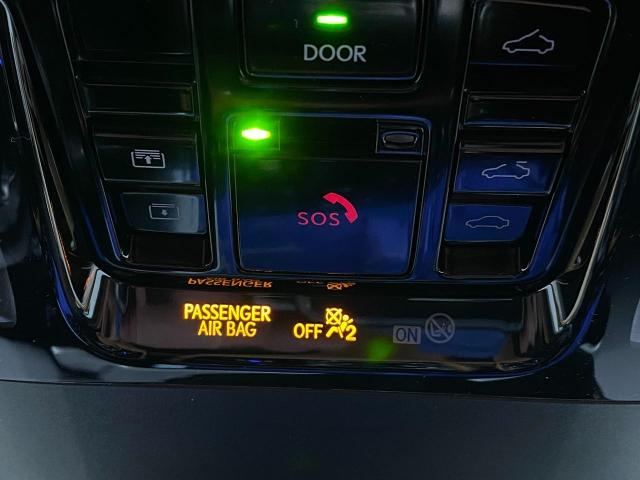 DOOR
SOS
PASSENGER
AIR BAG
OFF 2
ON